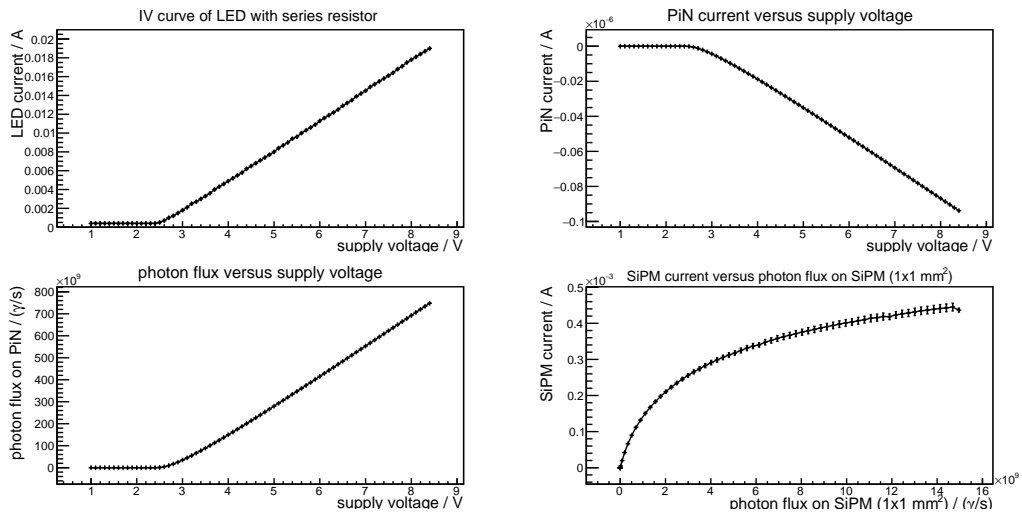 IV curve of LED with series resistor
LED current / A
0.02
0.018
0.016
0.014
0.012
0.01
0.008
0.006
0.004
0.002
0
1 2 3 4 5 6 7 8 9
supply voltage / V
PiN current versus supply voltage
×10⁻⁶
PiN current / A
0
−0.02
−0.04
−0.06
−0.08
−0.1
1 2 3 4 5 6 7 8 9
supply voltage / V
photon flux versus supply voltage
×10⁹
photon flux on PiN / (γ/s)
800
700
600
500
400
300
200
100
0
1 2 3 4 5 6 7 8 9
supply voltage / V
SiPM current versus photon flux on SiPM (1x1 mm²)
×10⁻³
SiPM current / A
0.5
0.4
0.3
0.2
0.1
0
0 2 4 6 8 10 12 14 16
×10⁹
photon flux on SiPM (1x1 mm²) / (γ/s)